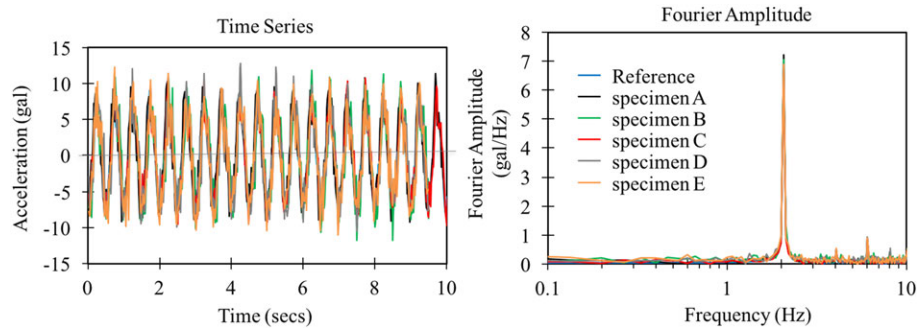 Time Series
Acceleration (gal)
15
10
5
0
-5
-10
-15
0
2
4
6
8
10
Time (secs)
Fourier Amplitude
Fourier Amplitude
(gal/Hz)
8
7
6
5
4
3
2
1
0
Reference
specimen A
specimen B
specimen C
specimen D
specimen E
0.1
1
10
Frequency (Hz)